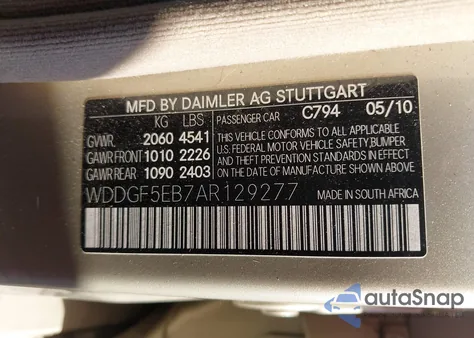 MFD BY DAIMLER AG STUTTGART
KG LBS PASSENGER CAR C794 05/10
GVWR 2060 4541 THIS VEHICLE CONFORMS TO ALL APPLICABLE
GAWR FRONT 1010 2226 U.S. FEDERAL MOTOR VEHICLE SAFETY, BUMPER
GAWR REAR 1090 2403 AND THEFT PREVENTION STANDARDS IN EFFECT
ON THE DATE OF MANUFACTURE SHOWN ABOVE.
WDDGF5EB7AR129277 MADE IN SOUTH AFRICA
autoSnap